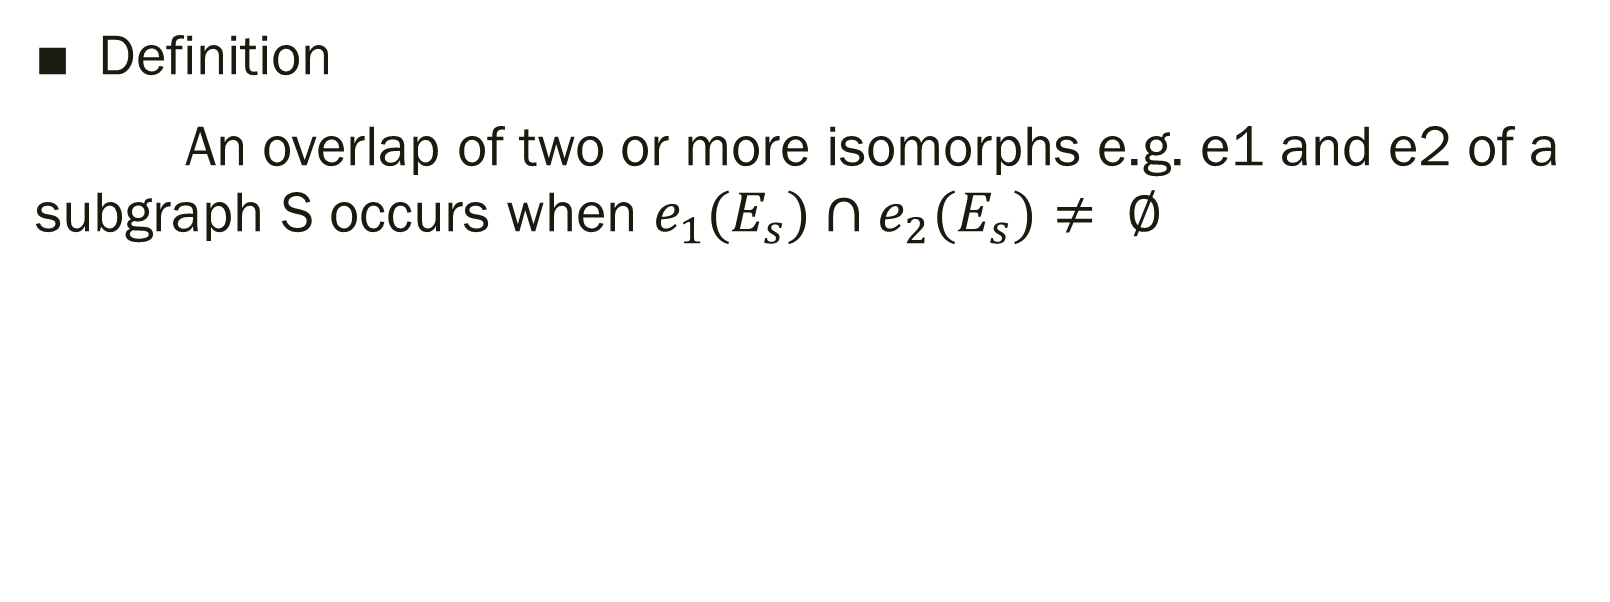 ■ Definition
An overlap of two or more isomorphs e.g. e1 and e2 of a
subgraph S occurs when 𝑒₁(𝐸ₛ) ∩ 𝑒₂(𝐸ₛ) ≠ ∅